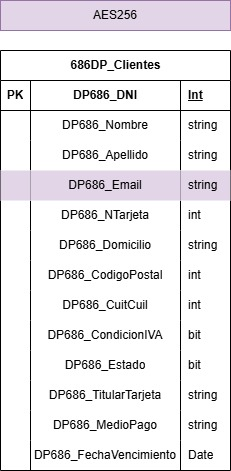 AES256
686DP_Clientes
PK DP686_DNI Int
DP686_Nombre string
DP686_Apellido string
DP686_Email string
DP686_NTarjeta int
DP686_Domicilio string
DP686_CodigoPostal int
DP686_CuitCuil int
DP686_CondicionIVA bit
DP686_Estado bit
DP686_TitularTarjeta string
DP686_MedioPago string
DP686_FechaVencimiento Date